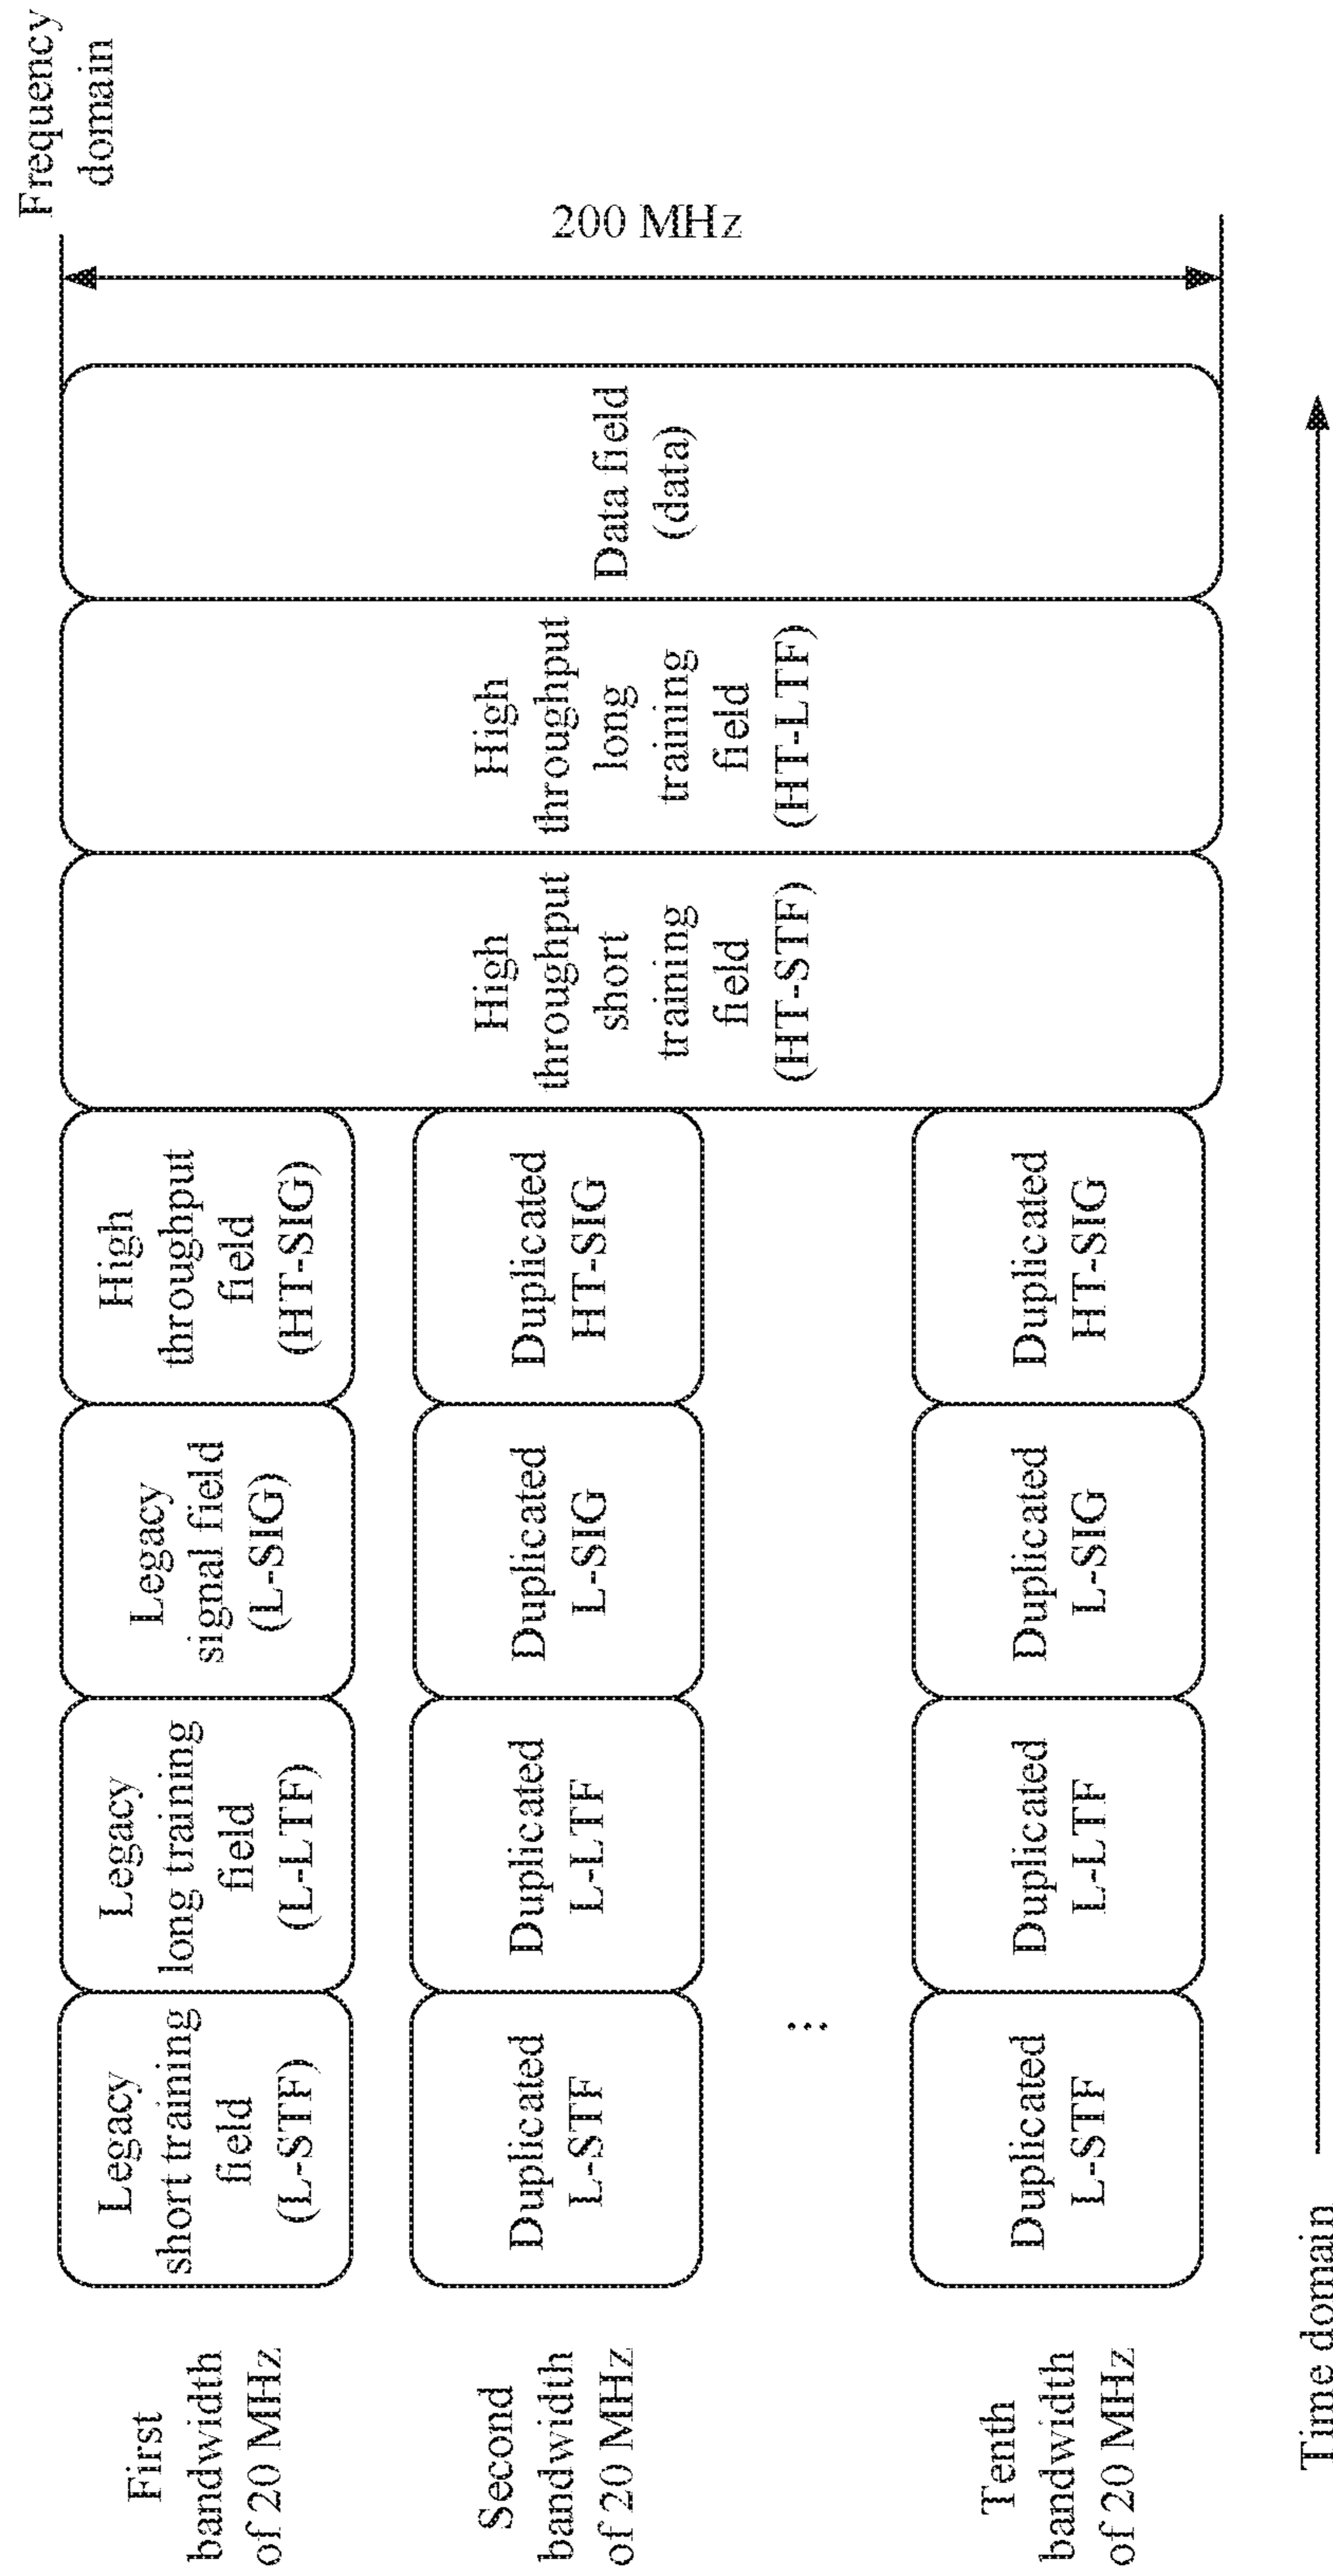 Frequency
domain
200 MHz
First
bandwidth
of 20 MHz
Legacy
short training
field
(L-STF)
Legacy
long training
field
(L-LTF)
Legacy
signal field
(L-SIG)
High
throughput
field
(HT-SIG)
High
throughput
short
training
field
(HT-STF)
High
throughput
long
training
field
(HT-LTF)
Data field
(data)
Second
bandwidth
of 20 MHz
Duplicated
L-STF
Duplicated
L-LTF
Duplicated
L-SIG
Duplicated
HT-SIG
...
Tenth
bandwidth
of 20 MHz
Duplicated
L-STF
Duplicated
L-LTF
Duplicated
L-SIG
Duplicated
HT-SIG
Time domain